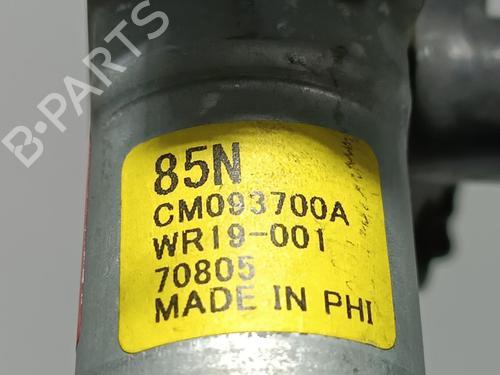 B-PARTS
85N
CM093700A
WR19-001
70805
MADE IN PHI